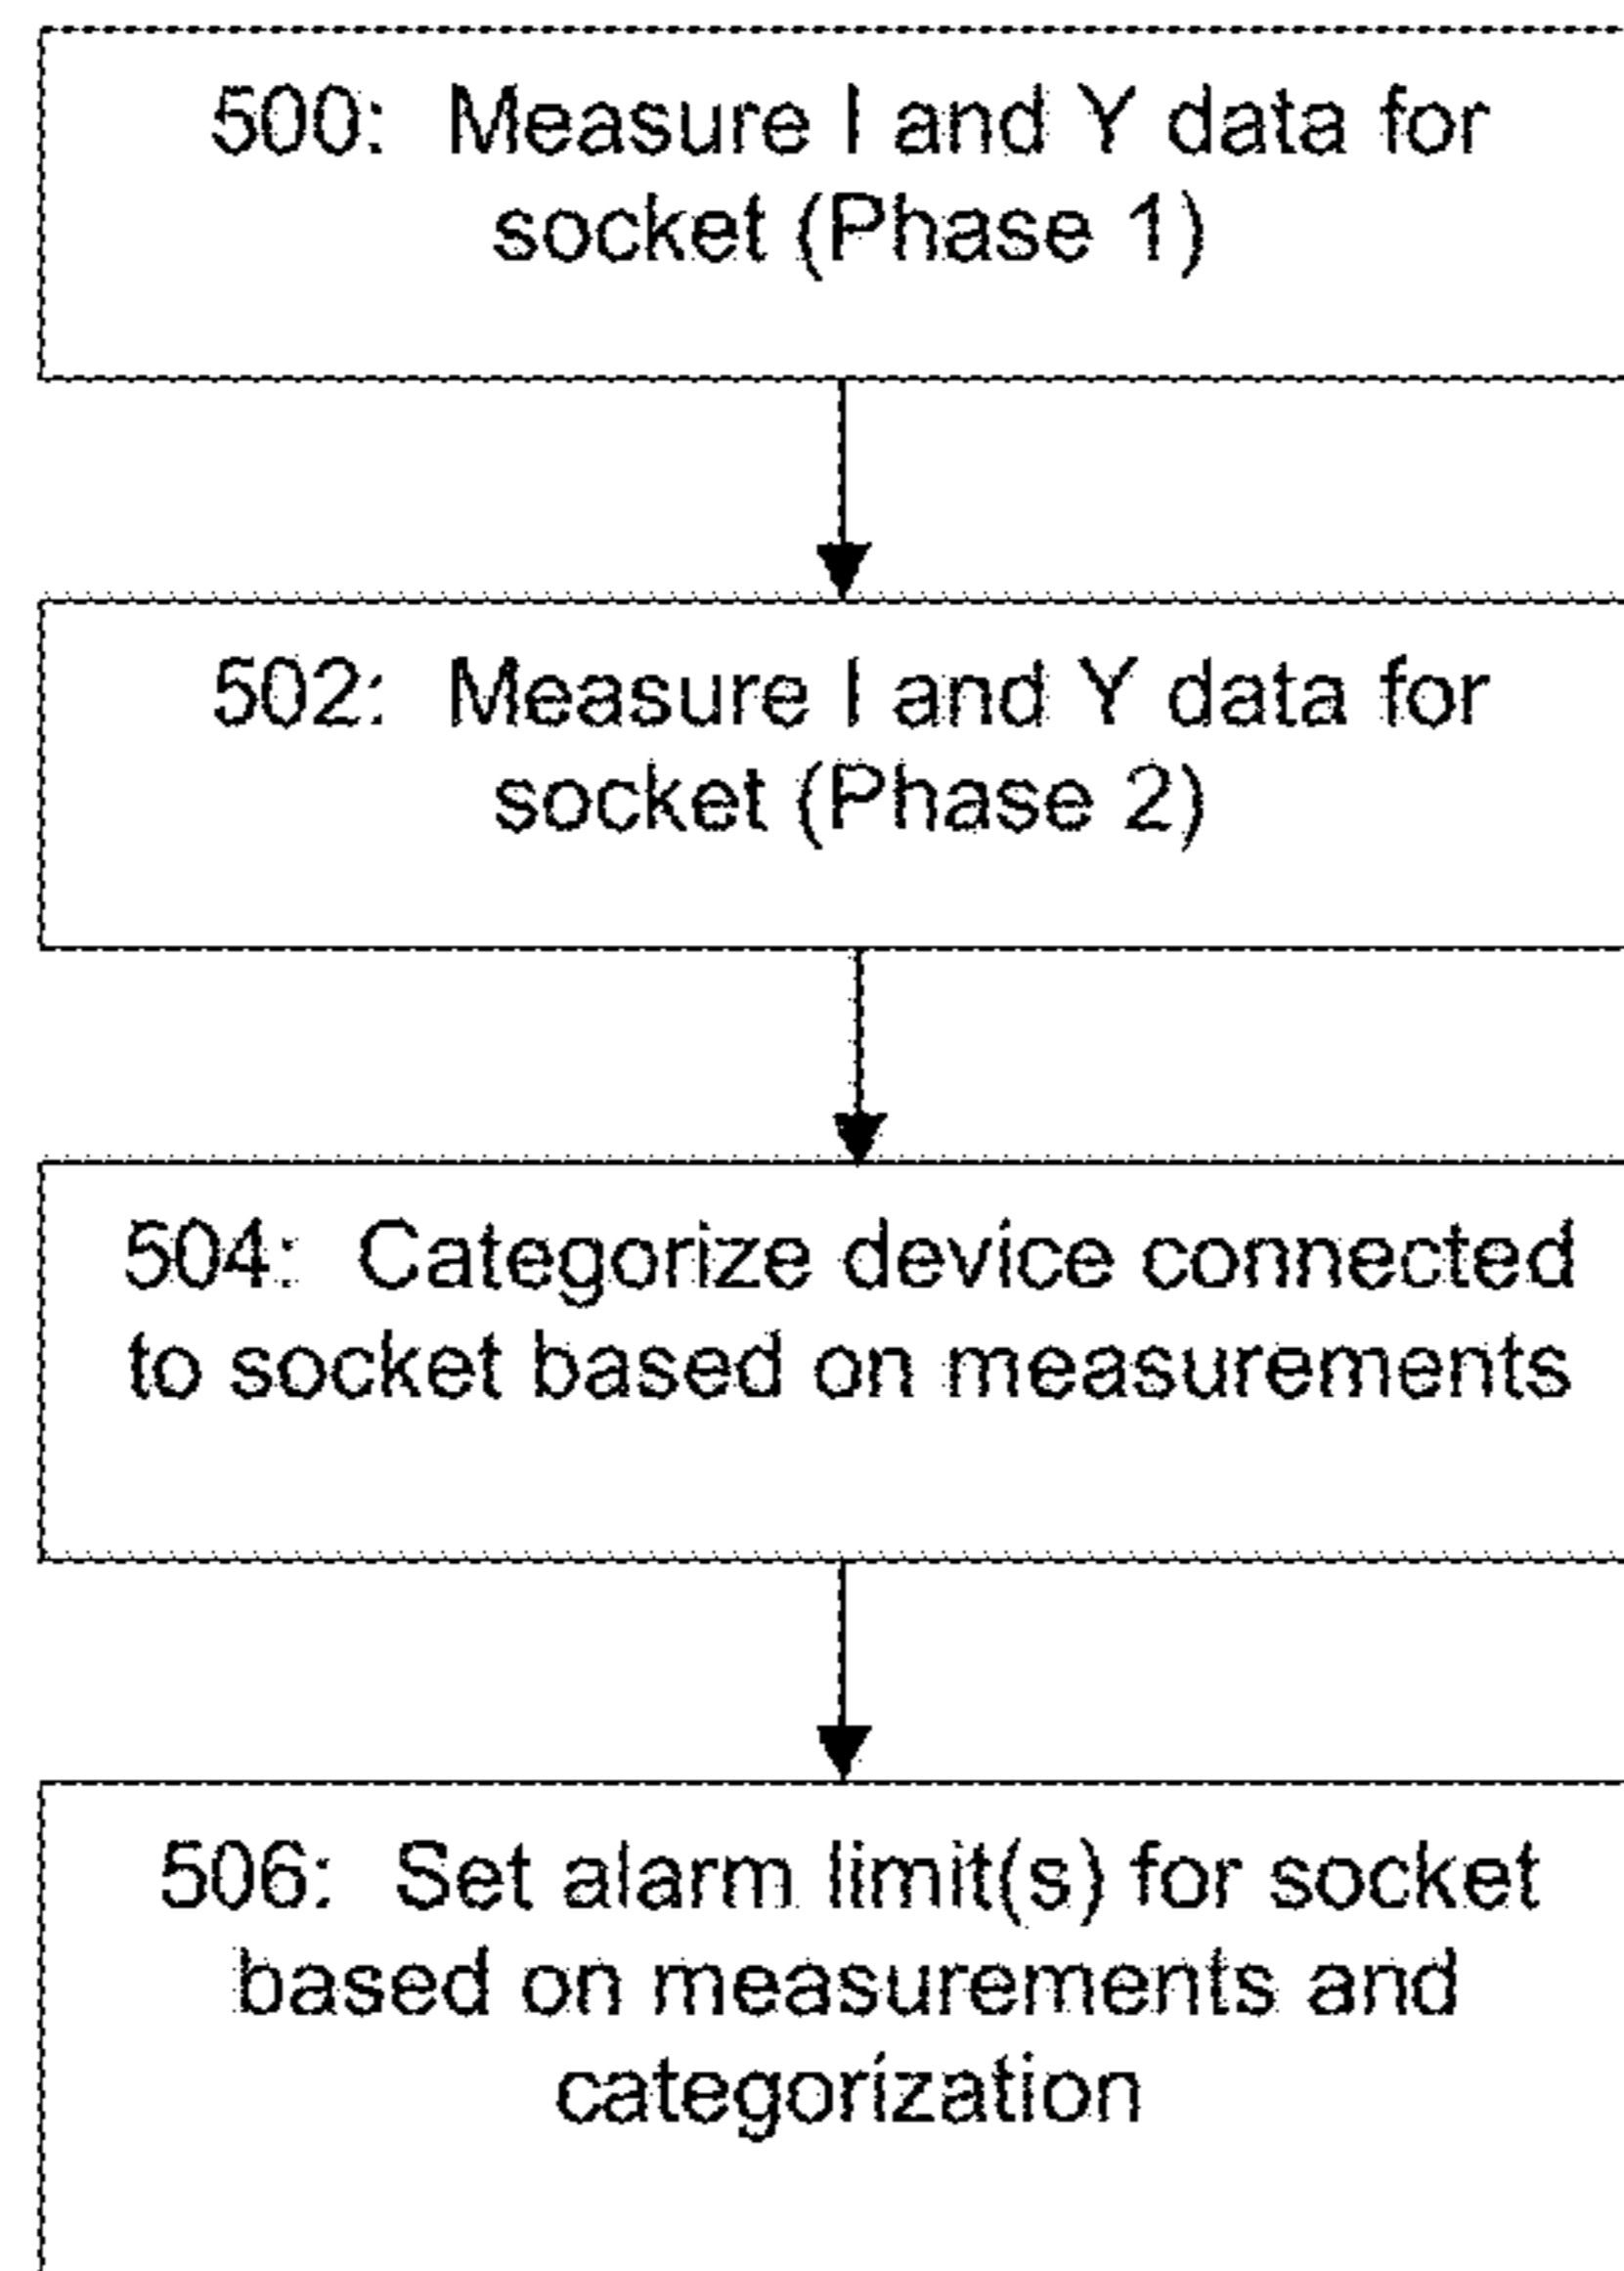 500: Measure I and Y data for
socket (Phase 1)
502: Measure I and Y data for
socket (Phase 2)
504: Categorize device connected
to socket based on measurements
506: Set alarm limit(s) for socket
based on measurements and
categorization